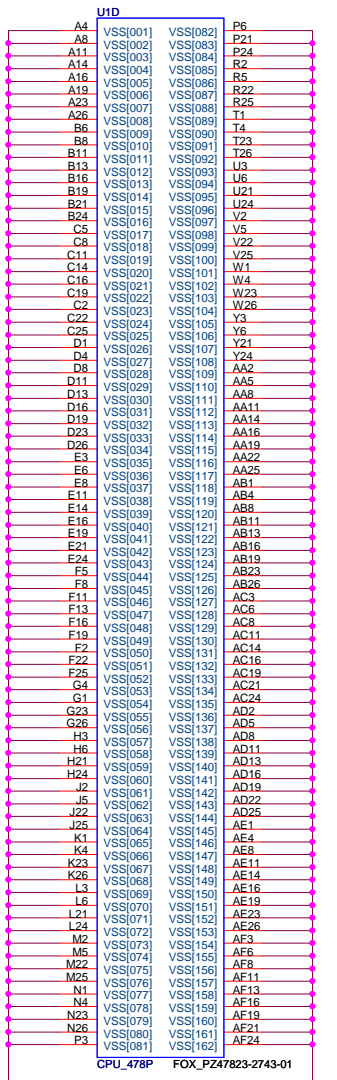 U1D
A4 VSS[001] VSS[082] P6
A8 VSS[002] VSS[083] P21
A11 VSS[003] VSS[084] P24
A14 VSS[004] VSS[085] R2
A16 VSS[005] VSS[086] R5
A19 VSS[006] VSS[087] R22
A23 VSS[007] VSS[088] R25
A26 VSS[008] VSS[089] T1
B6 VSS[009] VSS[090] T4
B8 VSS[010] VSS[091] T23
B11 VSS[011] VSS[092] T26
B13 VSS[012] VSS[093] U3
B16 VSS[013] VSS[094] U6
B19 VSS[014] VSS[095] U21
B21 VSS[015] VSS[096] U24
B24 VSS[016] VSS[097] V2
C5 VSS[017] VSS[098] V5
C8 VSS[018] VSS[099] V22
C11 VSS[019] VSS[100] V25
C14 VSS[020] VSS[101] W1
C16 VSS[021] VSS[102] W4
C19 VSS[022] VSS[103] W23
C2 VSS[023] VSS[104] W26
C22 VSS[024] VSS[105] Y3
C25 VSS[025] VSS[106] Y6
D1 VSS[026] VSS[107] Y21
D4 VSS[027] VSS[108] Y24
D8 VSS[028] VSS[109] AA2
D11 VSS[029] VSS[110] AA5
D13 VSS[030] VSS[111] AA8
D16 VSS[031] VSS[112] AA11
D19 VSS[032] VSS[113] AA14
D23 VSS[033] VSS[114] AA16
D26 VSS[034] VSS[115] AA19
E3 VSS[035] VSS[116] AA22
E6 VSS[036] VSS[117] AA25
E8 VSS[037] VSS[118] AB1
E11 VSS[038] VSS[119] AB4
E14 VSS[039] VSS[120] AB8
E16 VSS[040] VSS[121] AB11
E19 VSS[041] VSS[122] AB13
E21 VSS[042] VSS[123] AB16
E24 VSS[043] VSS[124] AB19
F5 VSS[044] VSS[125] AB23
F8 VSS[045] VSS[126] AB26
F11 VSS[046] VSS[127] AC3
F13 VSS[047] VSS[128] AC6
F16 VSS[048] VSS[129] AC8
F19 VSS[049] VSS[130] AC11
F2 VSS[050] VSS[131] AC14
F22 VSS[051] VSS[132] AC16
F25 VSS[052] VSS[133] AC19
G4 VSS[053] VSS[134] AC21
G1 VSS[054] VSS[135] AC24
G23 VSS[055] VSS[136] AD2
G26 VSS[056] VSS[137] AD5
H3 VSS[057] VSS[138] AD8
H6 VSS[058] VSS[139] AD11
H21 VSS[059] VSS[140] AD13
H24 VSS[060] VSS[141] AD16
J2 VSS[061] VSS[142] AD19
J5 VSS[062] VSS[143] AD22
J22 VSS[063] VSS[144] AD25
J25 VSS[064] VSS[145] AE1
K1 VSS[065] VSS[146] AE4
K4 VSS[066] VSS[147] AE8
K23 VSS[067] VSS[148] AE11
K26 VSS[068] VSS[149] AE14
L3 VSS[069] VSS[150] AE16
L6 VSS[070] VSS[151] AE19
L21 VSS[071] VSS[152] AE23
L24 VSS[072] VSS[153] AE26
M2 VSS[073] VSS[154] AF3
M5 VSS[074] VSS[155] AF6
M22 VSS[075] VSS[156] AF8
M25 VSS[076] VSS[157] AF11
N1 VSS[077] VSS[158] AF13
N4 VSS[078] VSS[159] AF16
N23 VSS[079] VSS[160] AF19
N26 VSS[080] VSS[161] AF21
P3 VSS[081] VSS[162] AF24
CPU_478P FOX_PZ47823-2743-01